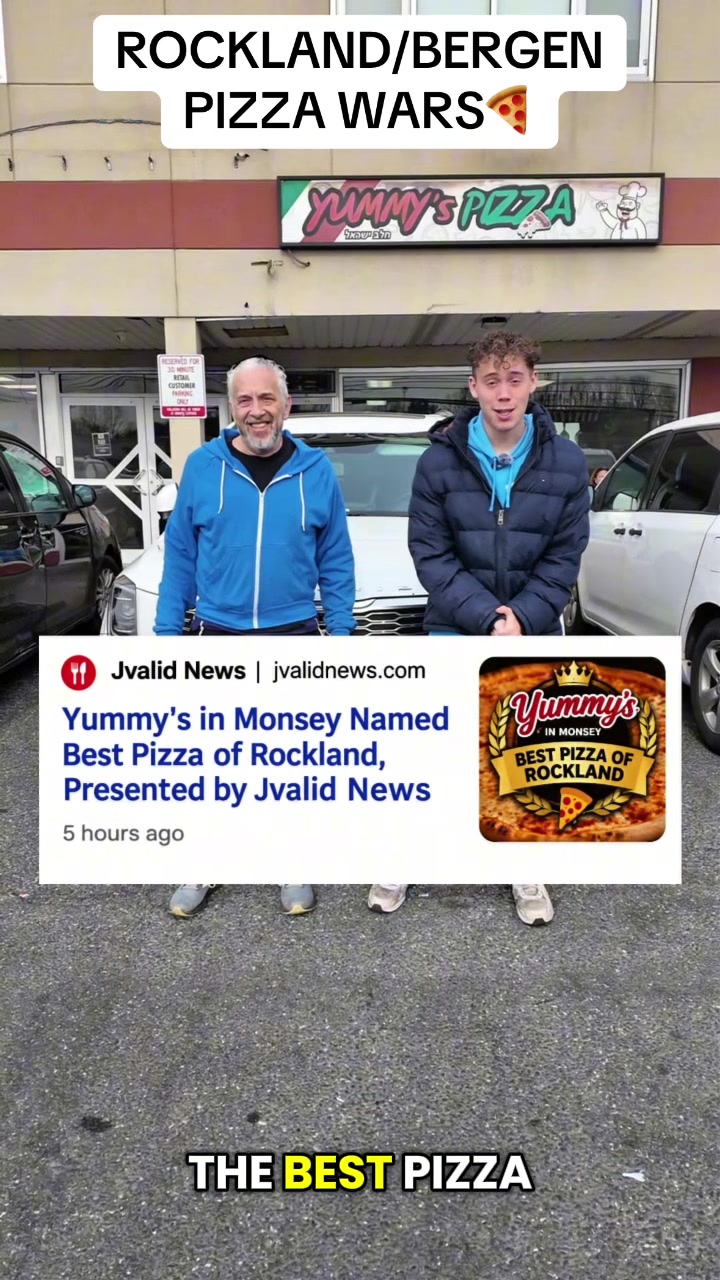 ROCKLAND/BERGEN
PIZZA WARS🍕
YUMMY'S PIZZA
חלב ישראל
RESERVED FOR
30 MINUTE
RETAIL
CUSTOMER
PARKING
ONLY
Jvalid News | jvalidnews.com
Yummy's in Monsey Named
Best Pizza of Rockland,
Presented by Jvalid News
5 hours ago
Yummy's
IN MONSEY
BEST PIZZA OF
ROCKLAND
THE BEST PIZZA